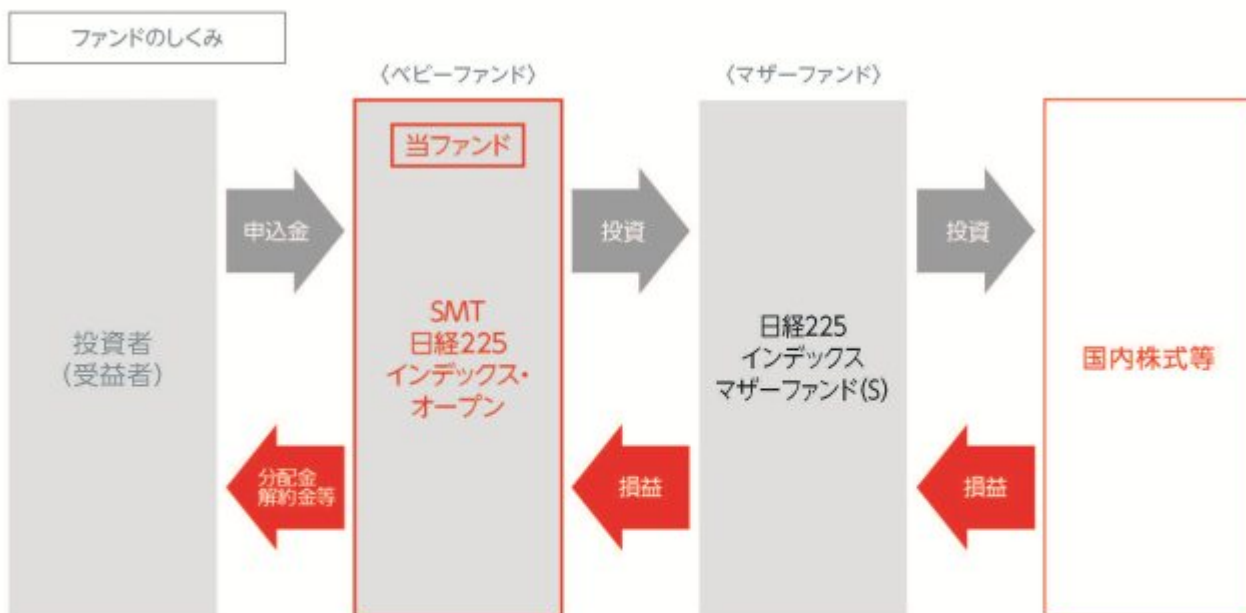 ファンドのしくみ
〈ベビーファンド〉
〈マザーファンド〉
投資者
(受益者)
申込金
分配金
解約金等
当ファンド
SMT
日経225
インデックス・
オープン
投資
損益
日経225
インデックス
マザーファンド(S)
投資
損益
国内株式等